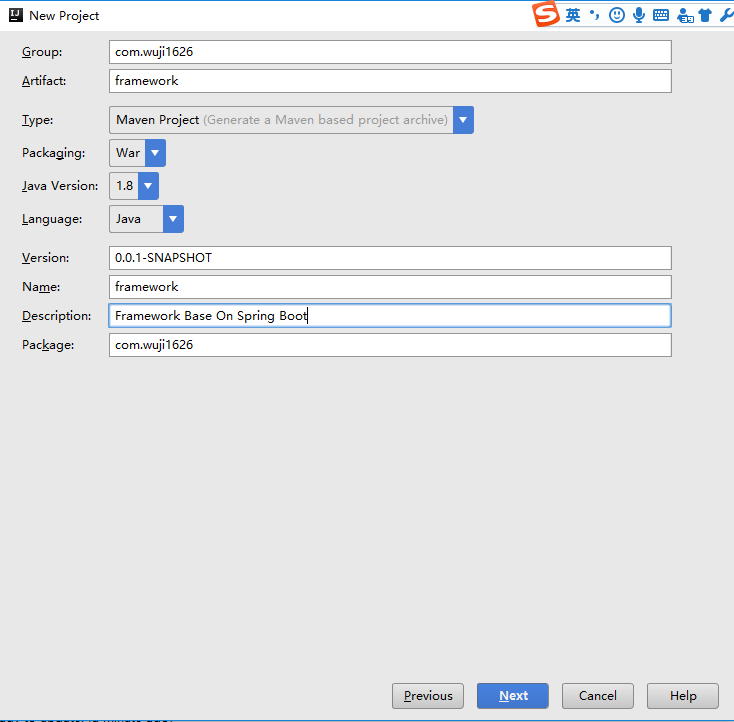 IJ New Project
S 英
39
Group: com.wuji1626
Artifact: framework
Type: Maven Project (Generate a Maven based project archive)
Packaging: War
Java Version: 1.8
Language: Java
Version: 0.0.1-SNAPSHOT
Name: framework
Description: Framework Base On Spring Boot
Package: com.wuji1626
Previous Next Cancel Help